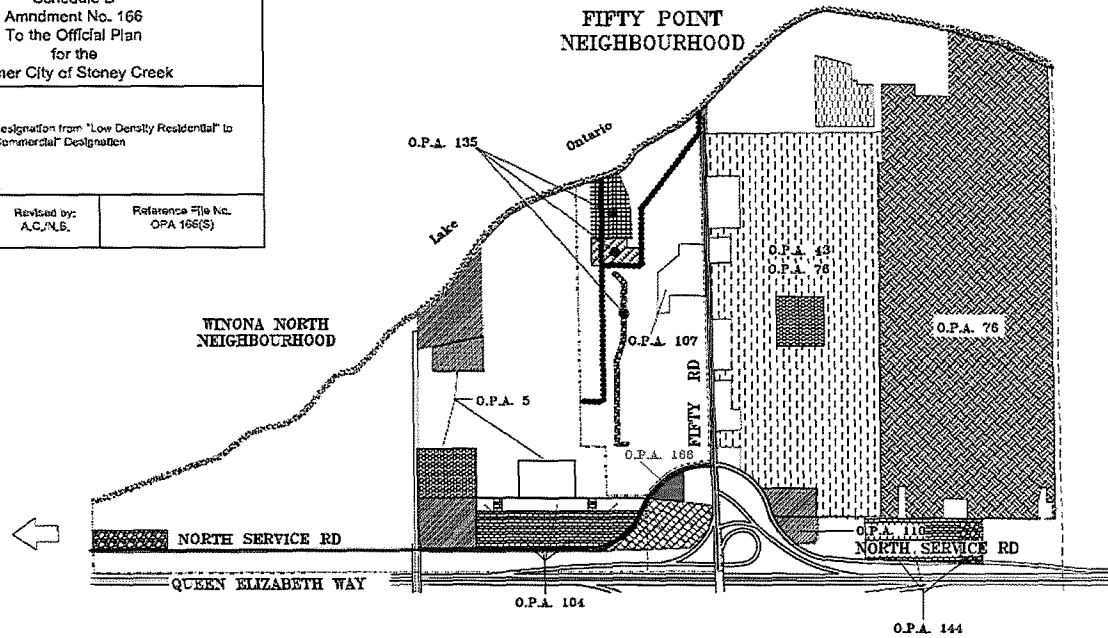 Amndment No. 166
To the Official Plan
for the
City of Stoney Creek
designation from "Low Density Residential" to
Commercial" Designation
Revised by:
A.C./N.B.
Reference File No.
OPA 166(S)
FIFTY POINT
NEIGHBOURHOOD
O.P.A. 135
Lake
Ontario
WINONA NORTH
NEIGHBOURHOOD
O.P.A. 43
O.P.A. 76
O.P.A. 76
O.P.A. 107
O.P.A. 5
FIFTY RD
O.P.A. 166
O.P.A. 110
NORTH SERVICE RD
NORTH SERVICE RD
QUEEN ELIZABETH WAY
O.P.A. 104
O.P.A. 144